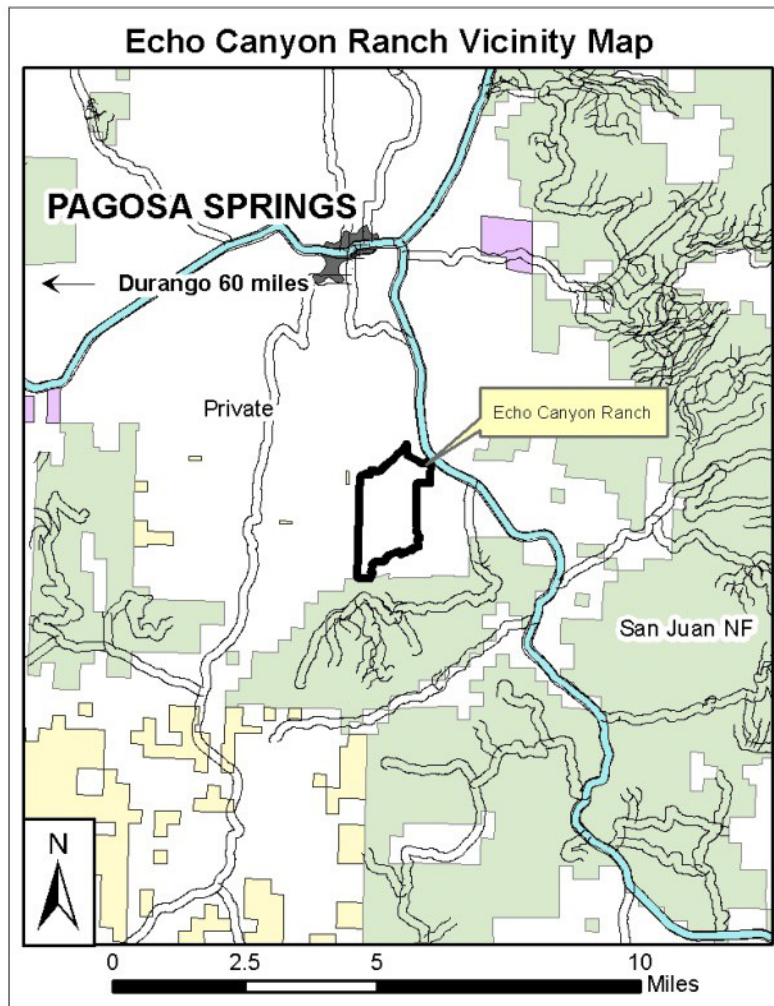 Echo Canyon Ranch Vicinity Map
PAGOSA SPRINGS
Durango 60 miles
Private
Echo Canyon Ranch
San Juan NF
N
0 2.5 5 10
Miles